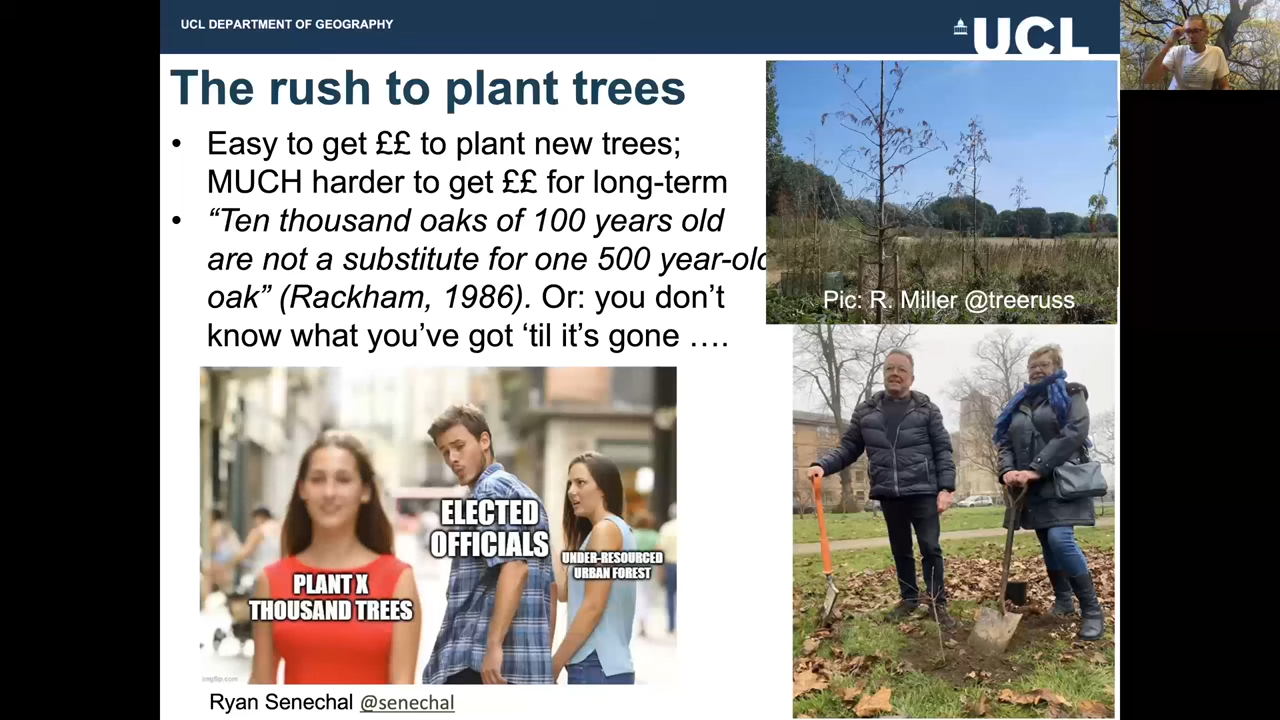 UCL DEPARTMENT OF GEOGRAPHY
UCL
The rush to plant trees
• Easy to get ££ to plant new trees;
MUCH harder to get ££ for long-term
• “Ten thousand oaks of 100 years old
are not a substitute for one 500 year-old
oak” (Rackham, 1986). Or: you don’t
know what you’ve got ‘til it’s gone ….
Pic: R. Miller @treeruss
ELECTED
OFFICIALS
UNDER-RESOURCED
URBAN FOREST
PLANT X
THOUSAND TREES
imgflip.com
Ryan Senechal @senechal